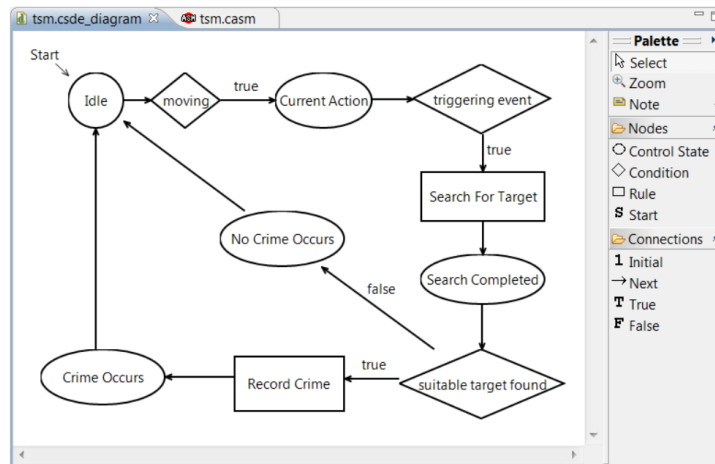 tsm.csde_diagram
tsm.casm
Start
Idle
moving
true
Current Action
triggering event
true
Search For Target
No Crime Occurs
Search Completed
false
Crime Occurs
Record Crime
true
suitable target found
Palette
Select
Zoom
Note
Nodes
Control State
Condition
Rule
S Start
Connections
1 Initial
Next
T True
F False